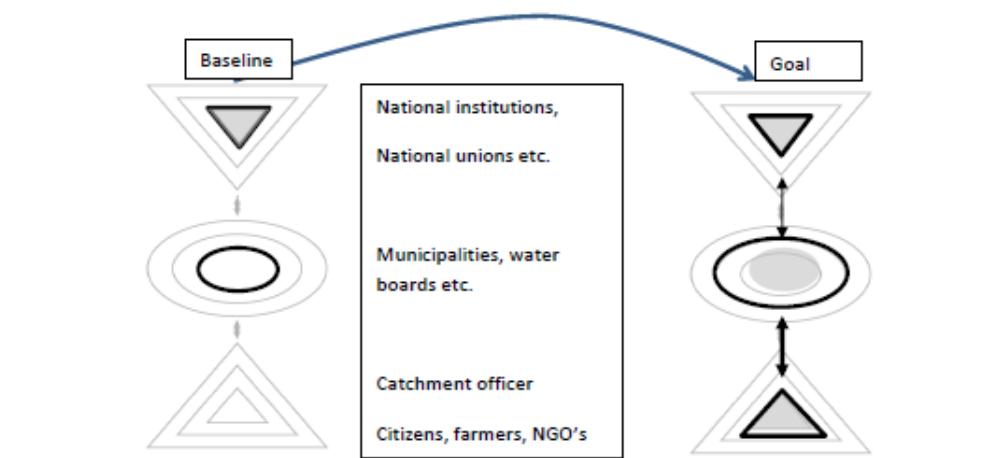 Baseline
Goal
National institutions,
National unions etc.
Municipalities, water
boards etc.
Catchment officer
Citizens, farmers, NGO's